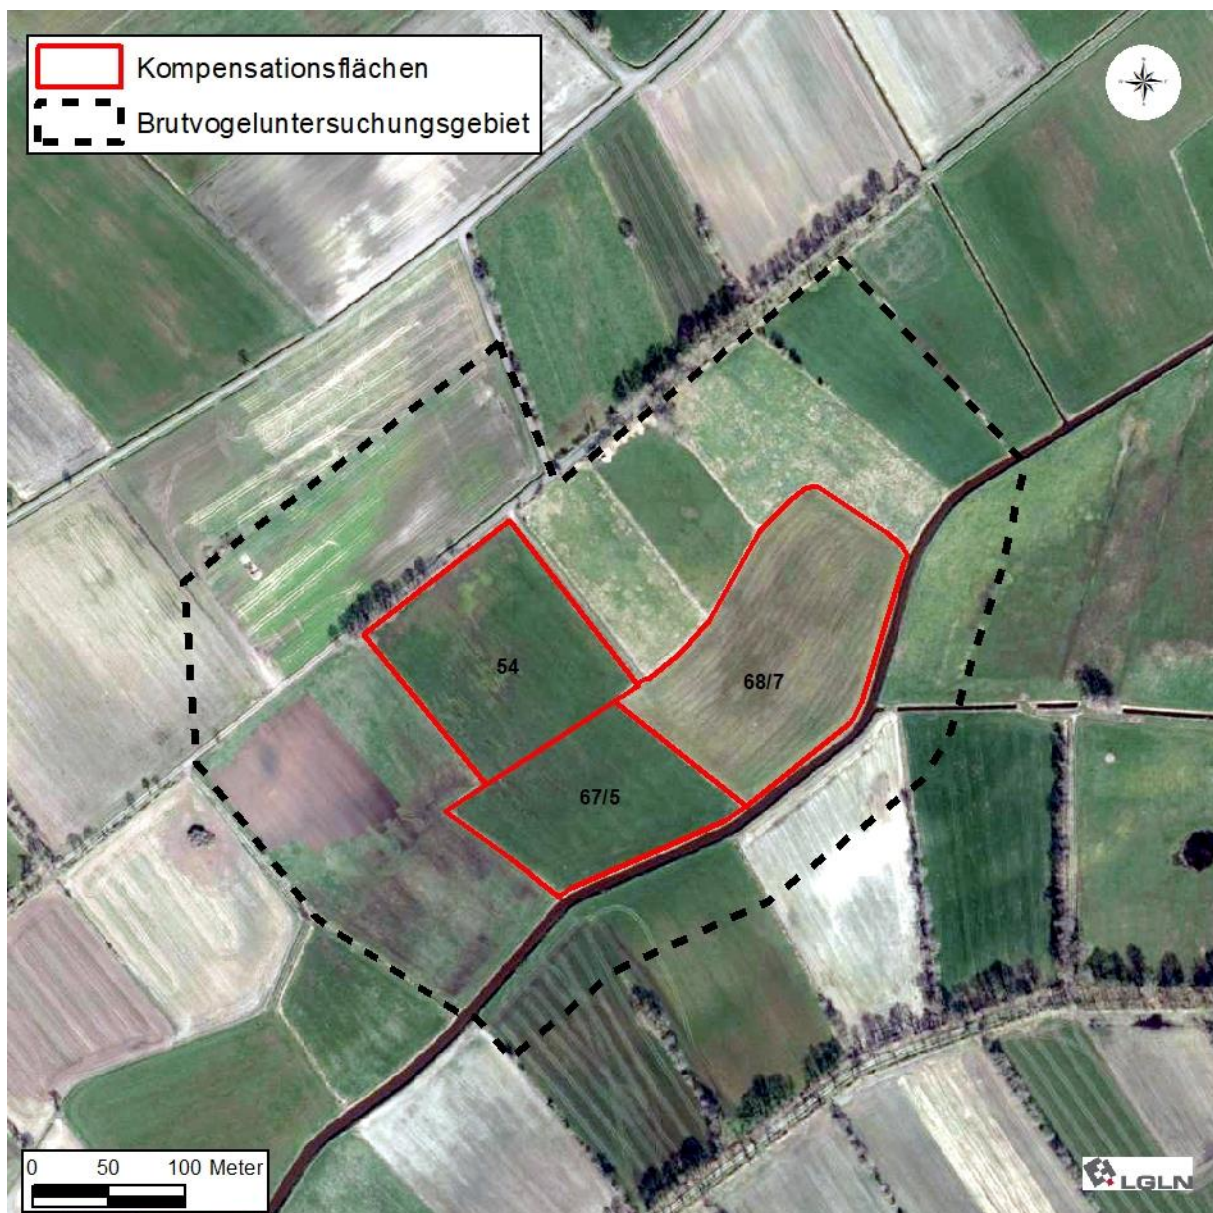 Kompensationsflächen
Brutvogeluntersuchungsgebiet
54
68/7
67/5
0 50 100 Meter
LGLN